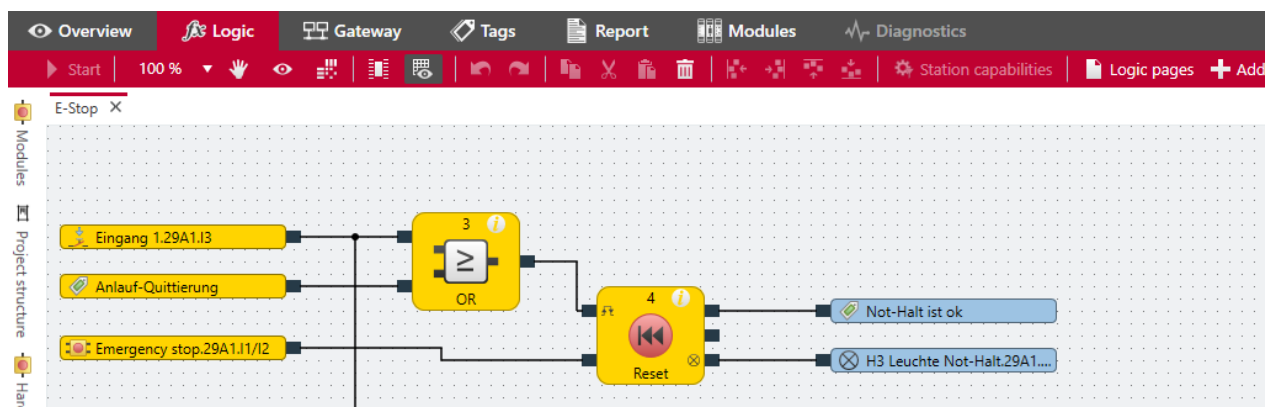 Overview Logic Gateway Tags Report Modules Diagnostics
Start 100 % Station capabilities Logic pages Add
E-Stop
Modules
Project structure
Eingang 1.29A1.I3
Anlauf-Quittierung
Emergency stop.29A1.I1/I2
3
≥
OR
4
Reset
Not-Halt ist ok
H3 Leuchte Not-Halt.29A1....
Har